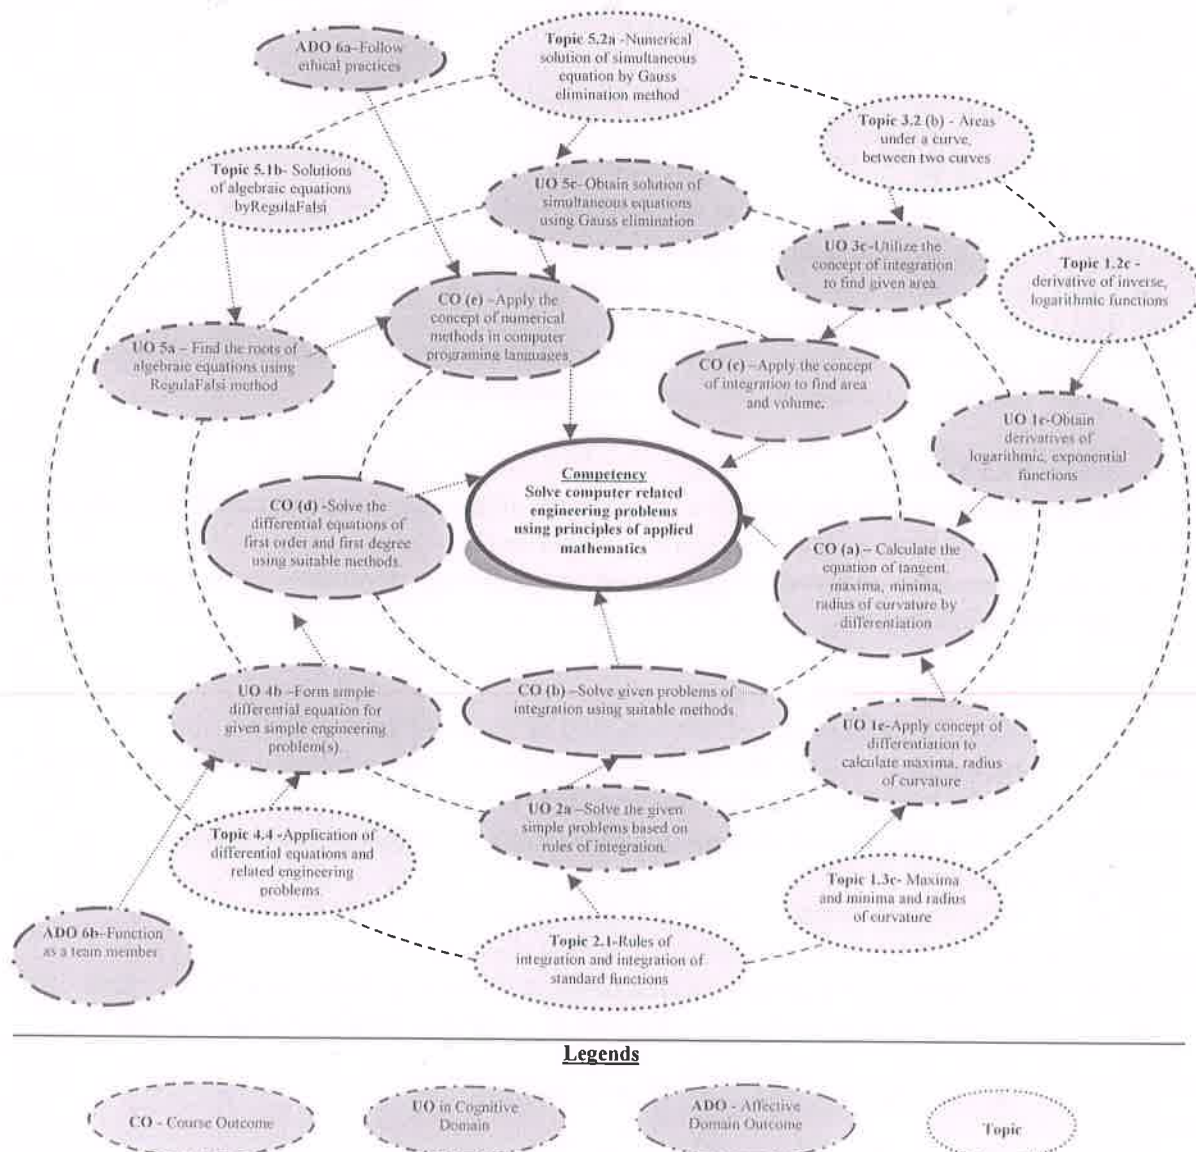 ADO 6a–Follow
ethical practices
Topic 5.2a -Numerical
solution of simultaneous
equation by Gauss
elimination method
Topic 3.2 (b) - Areas
under a curve,
between two curves
Topic 5.1b- Solutions
of algebraic equations
byRegulaFalsi
UO 5c-Obtain solution of
simultaneous equations
using Gauss elimination
UO 3c-Utilize the
concept of integration
to find given area.
Topic 1.2c -
derivative of inverse,
logarithmic functions
CO (e) –Apply the
concept of numerical
methods in computer
programing languages
UO 5a – Find the roots of
algebraic equations using
RegulaFalsi method
CO (c) –Apply the concept
of integration to find area
and volume.
UO 1c-Obtain
derivatives of
logarithmic, exponential
functions
Competency
Solve computer related
engineering problems
using principles of applied
mathematics
CO (d) -Solve the
differential equations of
first order and first degree
using suitable methods.
CO (a) – Calculate the
equation of tangent,
maxima, minima,
radius of curvature by
differentiation
UO 4b –Form simple
differential equation for
given simple engineering
problem(s).
CO (b) –Solve given problems of
integration using suitable methods.
UO 1e-Apply concept of
differentiation to
calculate maxima, radius
of curvature
UO 2a –Solve the given
simple problems based on
rules of integration.
Topic 4.4 -Application of
differential equations and
related engineering
problems.
Topic 1.3c- Maxima
and minima and radius
of curvature
ADO 6b–Function
as a team member
Topic 2.1-Rules of
integration and integration of
standard functions
Legends
CO - Course Outcome
UO in Cognitive
Domain
ADO - Affective
Domain Outcome
Topic